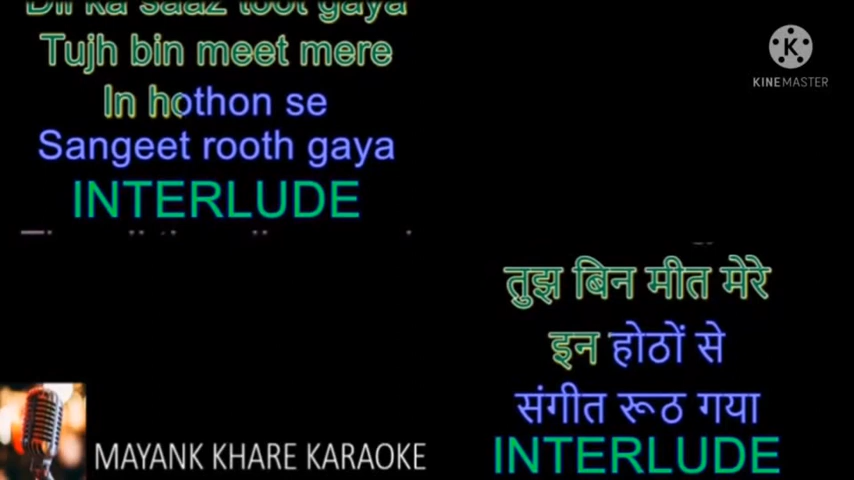 Dil ka saaz toot gaya
Tujh bin meet mere
In hothon se
Sangeet rooth gaya
INTERLUDE
KINEMASTER
तुझ बिन मीत मेरे
इन होठों से
संगीत रूठ गया
INTERLUDE
MAYANK KHARE KARAOKE